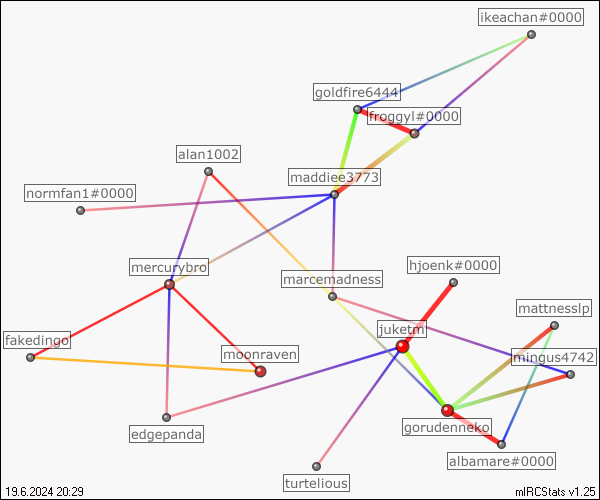 ikeachan#0000
goldfire6444
froggyl#0000
alan1002
maddiee3773
normfan1#0000
mercurybro
marcemadness
hjoenk#0000
mattnesslp
fakedingo
juketm
moonraven
mingus4742
edgepanda
gorudenneko
albamare#0000
turtelious
19.6.2024 20:29
mIRCStats v1.25